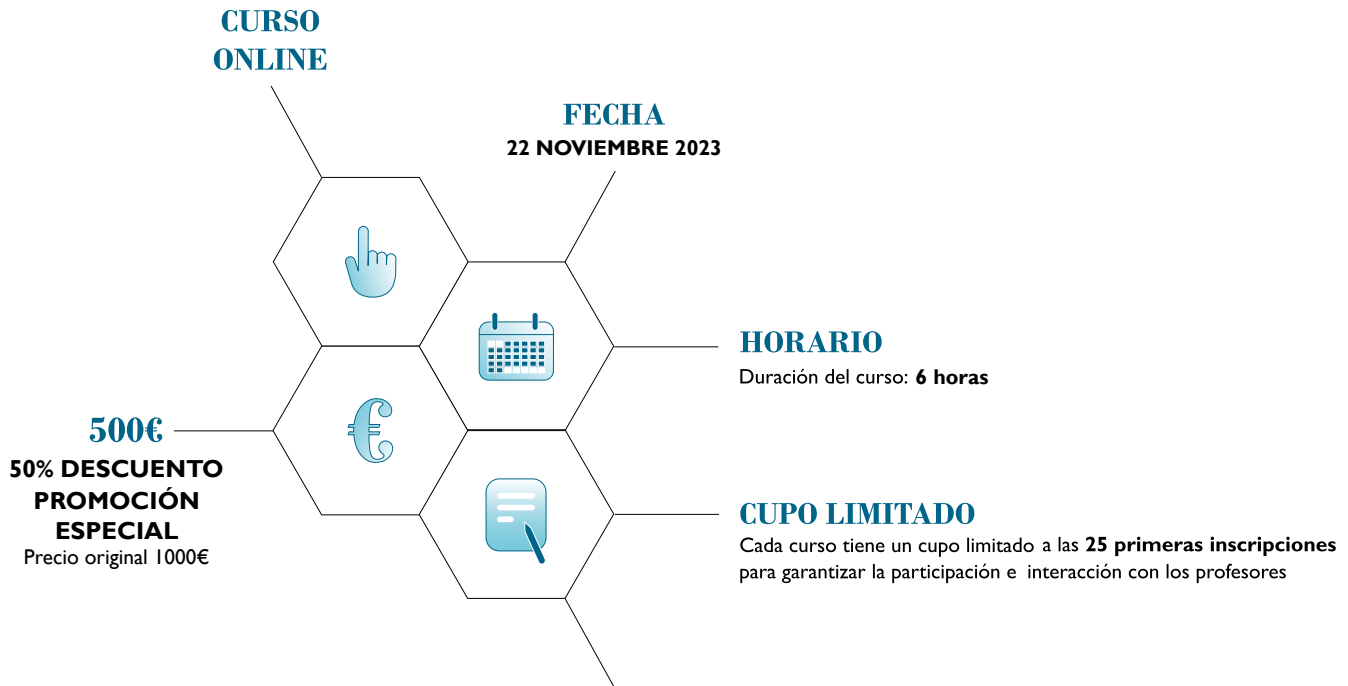 CURSO
ONLINE
FECHA
22 NOVIEMBRE 2023
HORARIO
Duración del curso: 6 horas
500€
50% DESCUENTO
PROMOCIÓN
ESPECIAL
Precio original 1000€
CUPO LIMITADO
Cada curso tiene un cupo limitado a las 25 primeras inscripciones
para garantizar la participación e interacción con los profesores